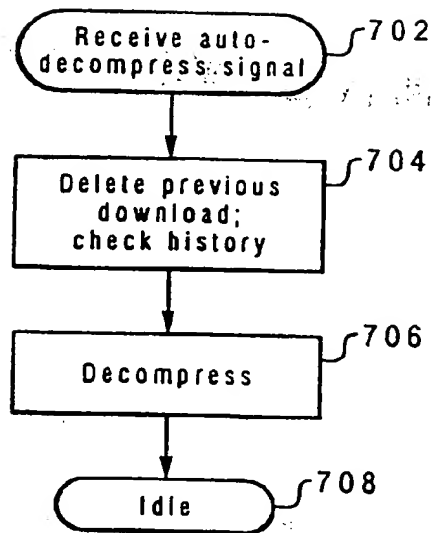 Receive auto-
decompress signal
702
Delete previous
download;
check history
704
Decompress
706
Idle
708